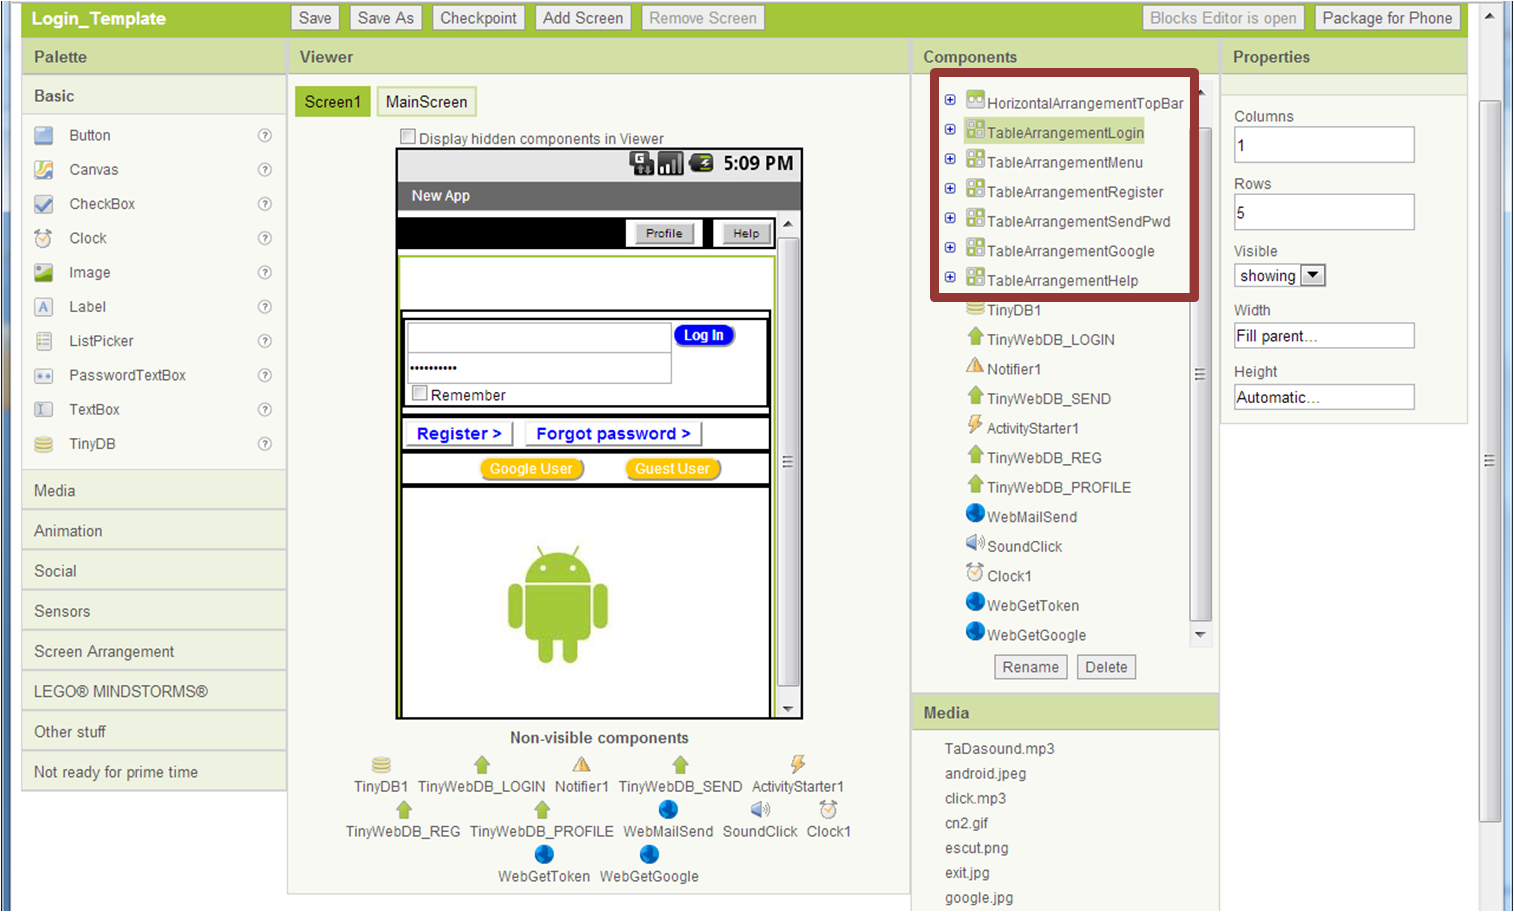 Login_Template
Save
Save As
Checkpoint
Add Screen
Remove Screen
Blocks Editor is open
Package for Phone
Palette
Basic
Button
Canvas
CheckBox
Clock
Image
Label
ListPicker
PasswordTextBox
TextBox
TinyDB
Media
Animation
Social
Sensors
Screen Arrangement
LEGO® MINDSTORMS®
Other stuff
Not ready for prime time
Viewer
Screen1
MainScreen
Display hidden components in Viewer
G
5:09 PM
New App
Profile
Help
Log In
••••••••••
Remember
Register >
Forgot password >
Google User
Guest User
Non-visible components
TinyDB1
TinyWebDB_LOGIN
Notifier1
TinyWebDB_SEND
ActivityStarter1
TinyWebDB_REG
TinyWebDB_PROFILE
WebMailSend
SoundClick
Clock1
WebGetToken
WebGetGoogle
Components
HorizontalArrangementTopBar
TableArrangementLogin
TableArrangementMenu
TableArrangementRegister
TableArrangementSendPwd
TableArrangementGoogle
TableArrangementHelp
TinyDB1
TinyWebDB_LOGIN
Notifier1
TinyWebDB_SEND
ActivityStarter1
TinyWebDB_REG
TinyWebDB_PROFILE
WebMailSend
SoundClick
Clock1
WebGetToken
WebGetGoogle
Rename
Delete
Media
TaDasound.mp3
android.jpeg
click.mp3
cn2.gif
escut.png
exit.jpg
google.jpg
Properties
Columns
1
Rows
5
Visible
showing
Width
Fill parent...
Height
Automatic...